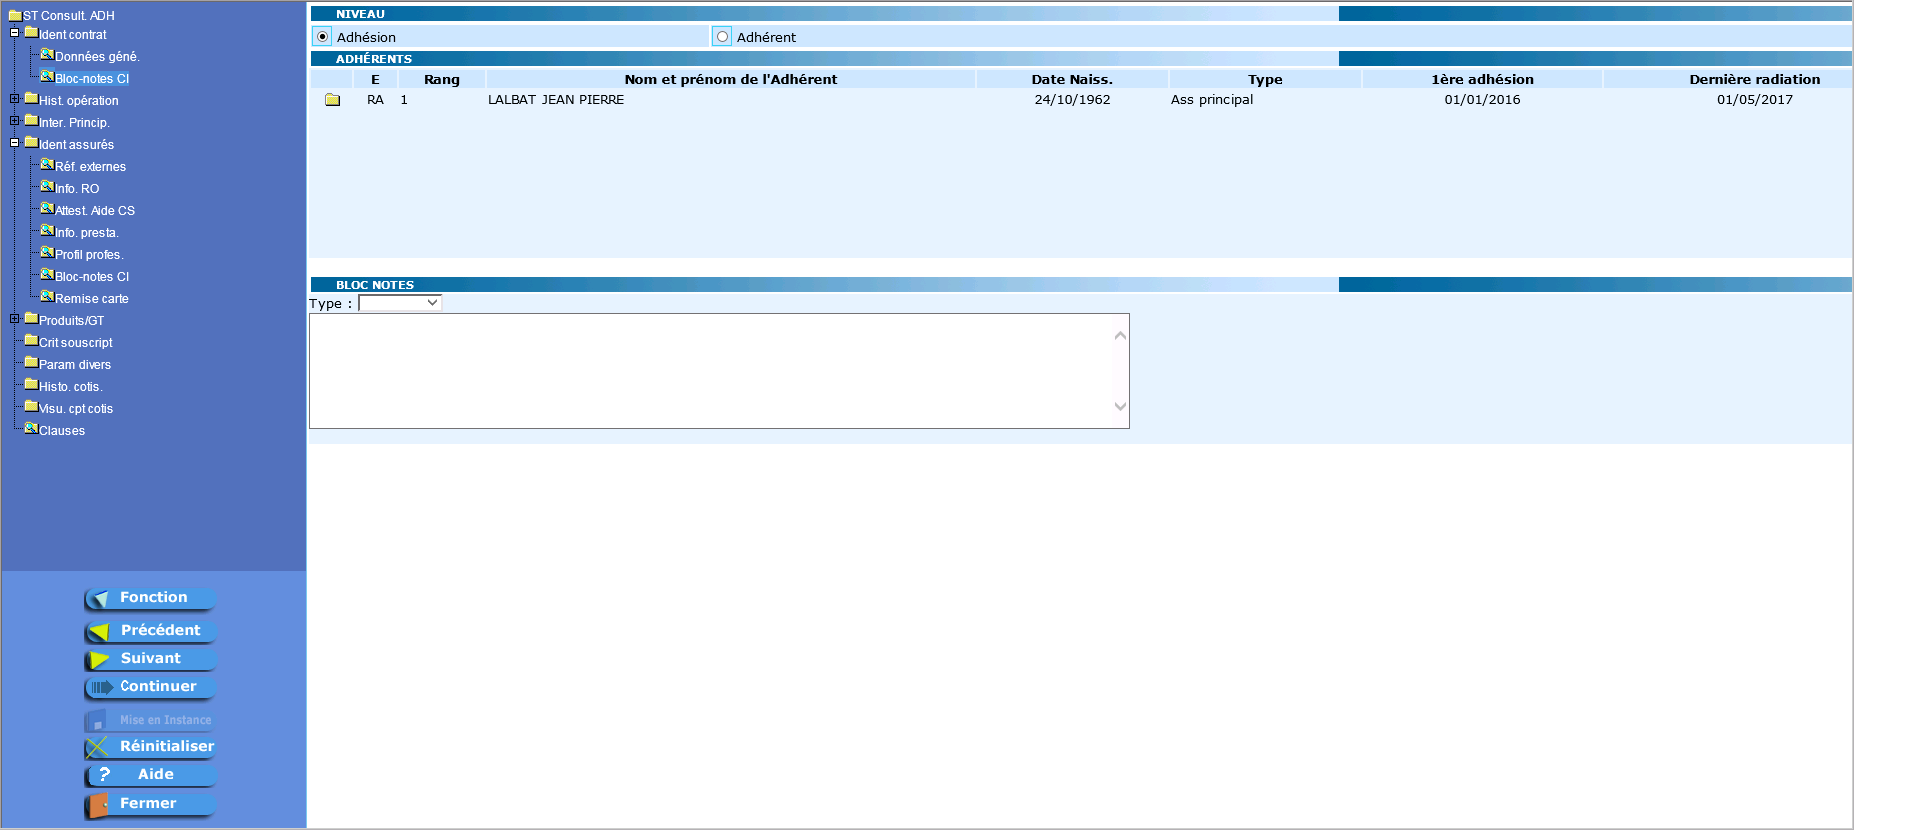 ST Consult. ADH
Ident contrat
Données géné.
Bloc-notes CI
Hist. opération
Inter. Princip.
Ident assurés
Réf. externes
Info. RO
Attest. Aide CS
Info. presta.
Profil profes.
Bloc-notes CI
Remise carte
Produits/GT
Crit souscript
Param divers
Histo. cotis.
Visu. cpt cotis
Clauses
Fonction
Précédent
Suivant
Continuer
Mise en Instance
Réinitialiser
? Aide
Fermer
NIVEAU
Adhésion Adhérent
ADHÉRENTS
E Rang Nom et prénom de l'Adhérent Date Naiss. Type 1ère adhésion Dernière radiation
RA 1 LALBAT JEAN PIERRE 24/10/1962 Ass principal 01/01/2016 01/05/2017
BLOC NOTES
Type :